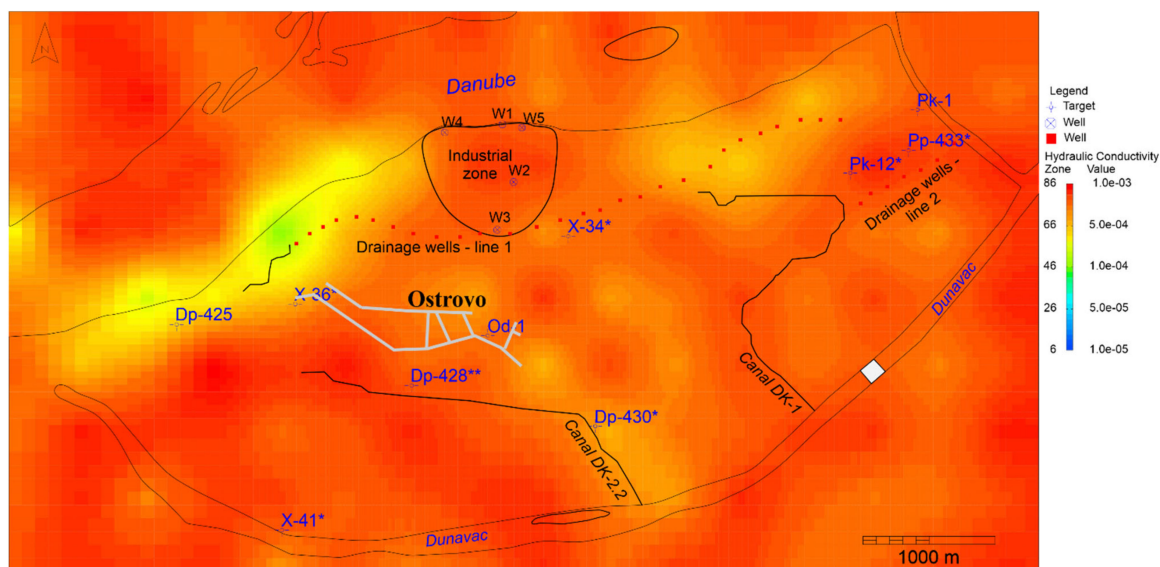 N
Danube
W4
W1
W5
Industrial
zone
W2
W3
Drainage wells - line 1
X-34*
Pk-1
Pp-433*
Pk-12*
Drainage wells -
line 2
Dunavac
X-36*
Ostrovo
Dp-425
Od-1
Dp-428**
Dp-430*
Canal DK-1
Canal DK-2.2
X-41*
Dunavac
1000 m
Legend
Target
Well
Well
Hydraulic Conductivity
Zone Value
86 1.0e-03
66 5.0e-04
46 1.0e-04
26 5.0e-05
6 1.0e-05